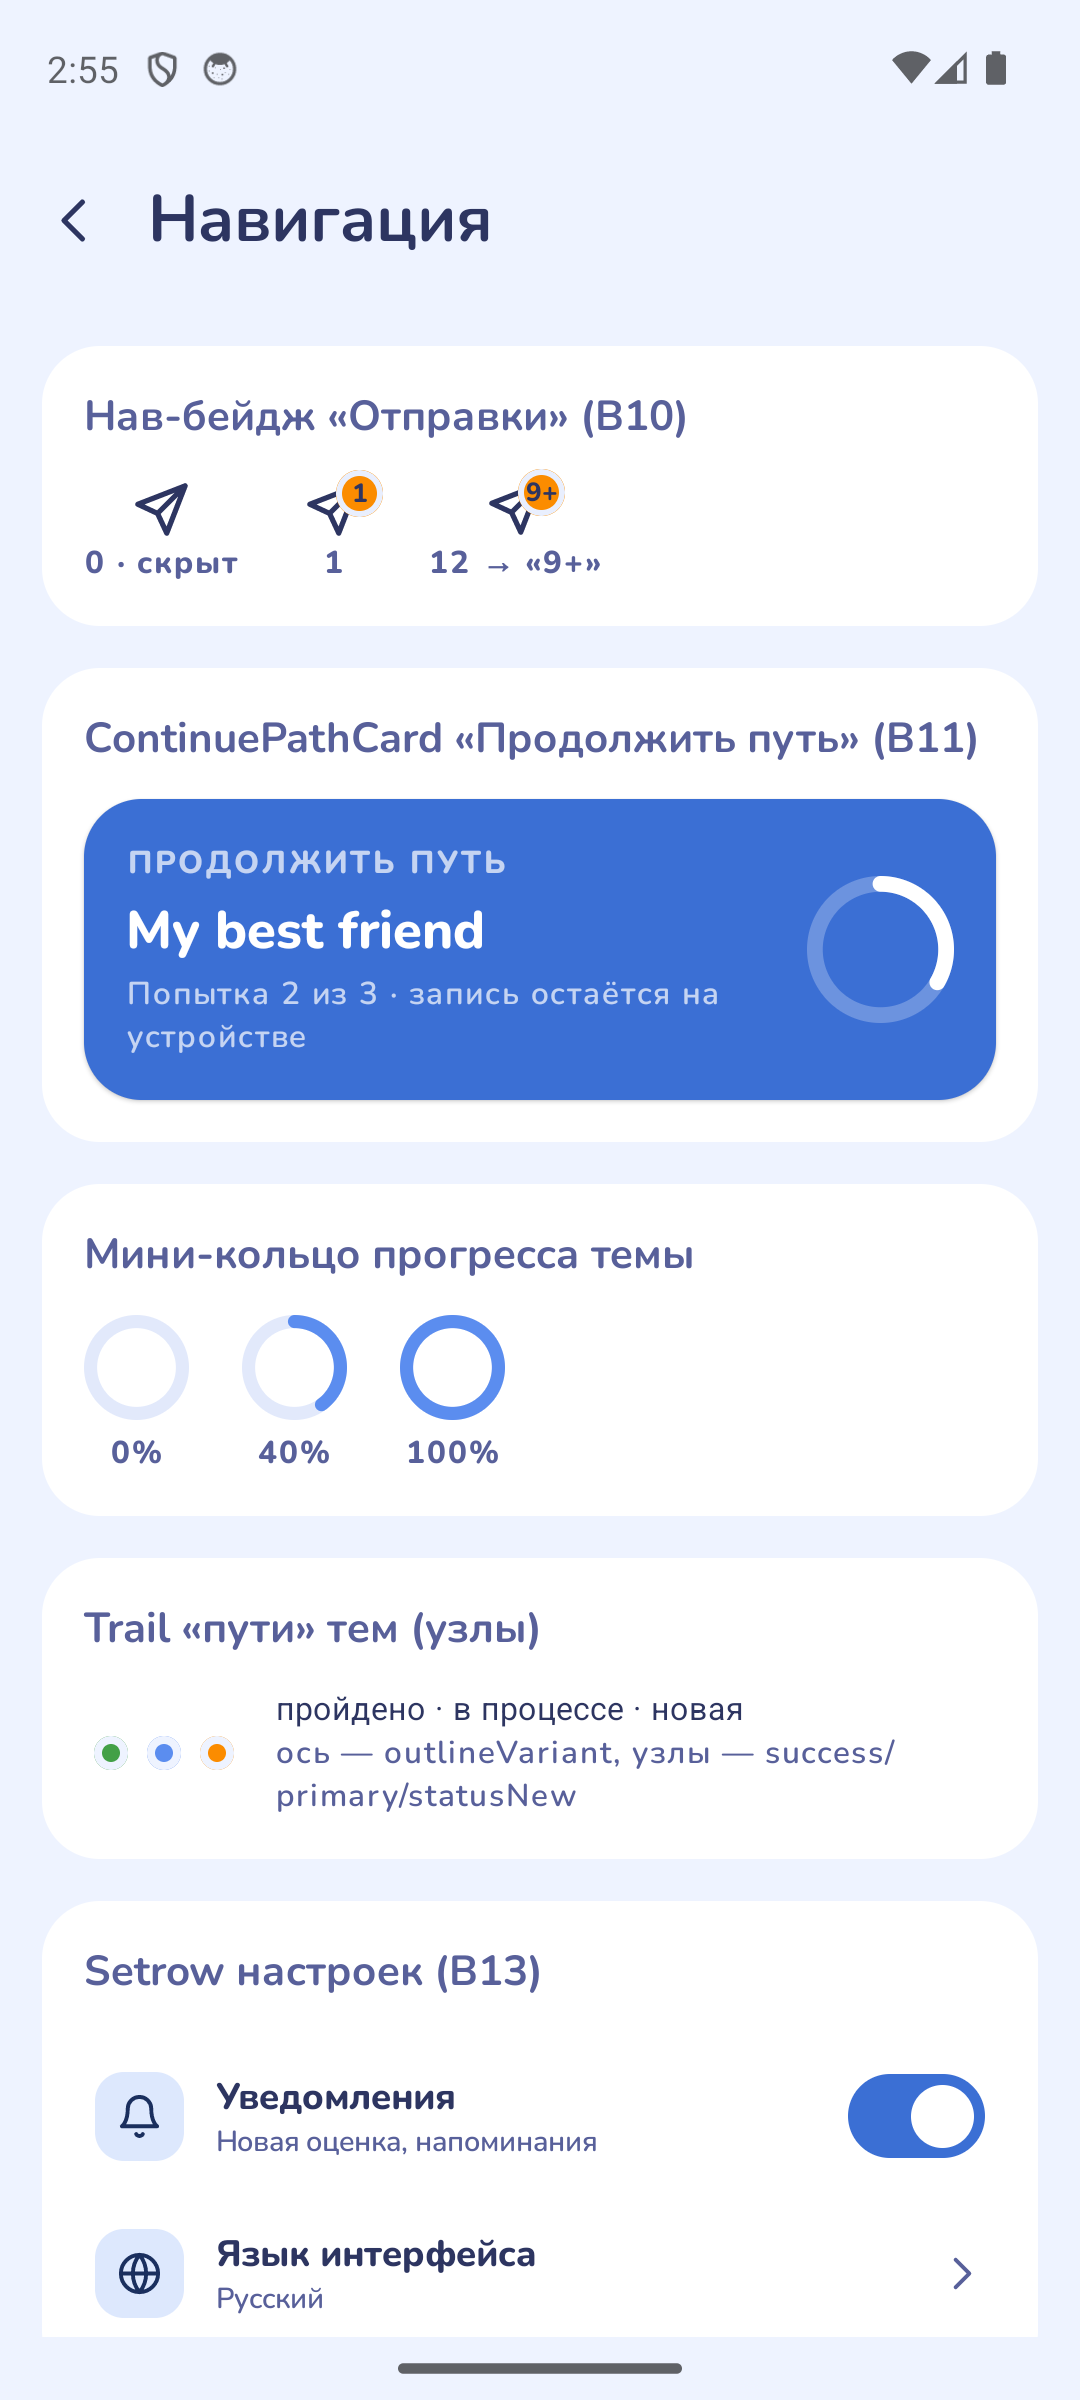 2:55
Навигация
Нав-бейдж «Отправки» (B10)
1
9+
0 · скрыт
1
12 → «9+»
ContinuePathCard «Продолжить путь» (B11)
ПРОДОЛЖИТЬ ПУТЬ
My best friend
Попытка 2 из 3 · запись остаётся на
устройстве
Мини-кольцо прогресса темы
0%
40%
100%
Trail «пути» тем (узлы)
пройдено · в процессе · новая
ось — outlineVariant, узлы — success/
primary/statusNew
Setrow настроек (B13)
Уведомления
Новая оценка, напоминания
Язык интерфейса
Русский